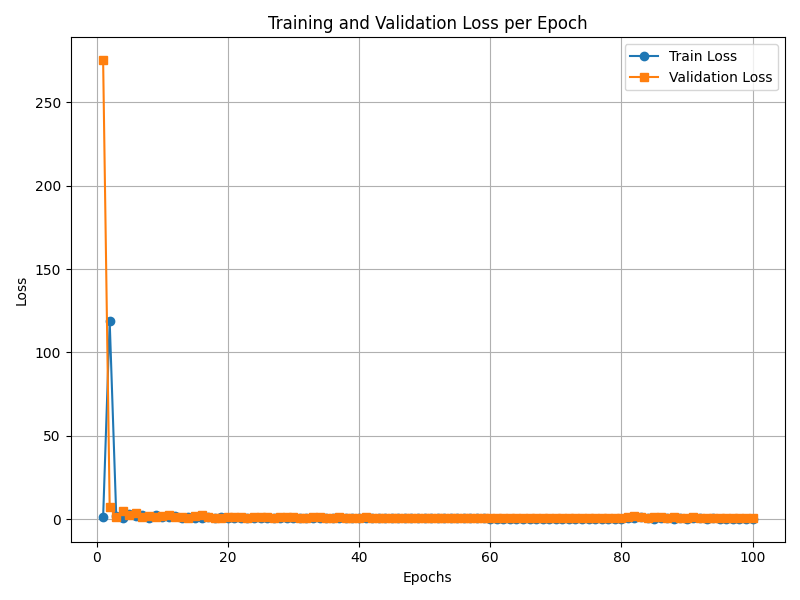 Training and Validation Loss per Epoch
Train Loss
Validation Loss
250
200
150
100
50
0
Loss
0 20 40 60 80 100
Epochs